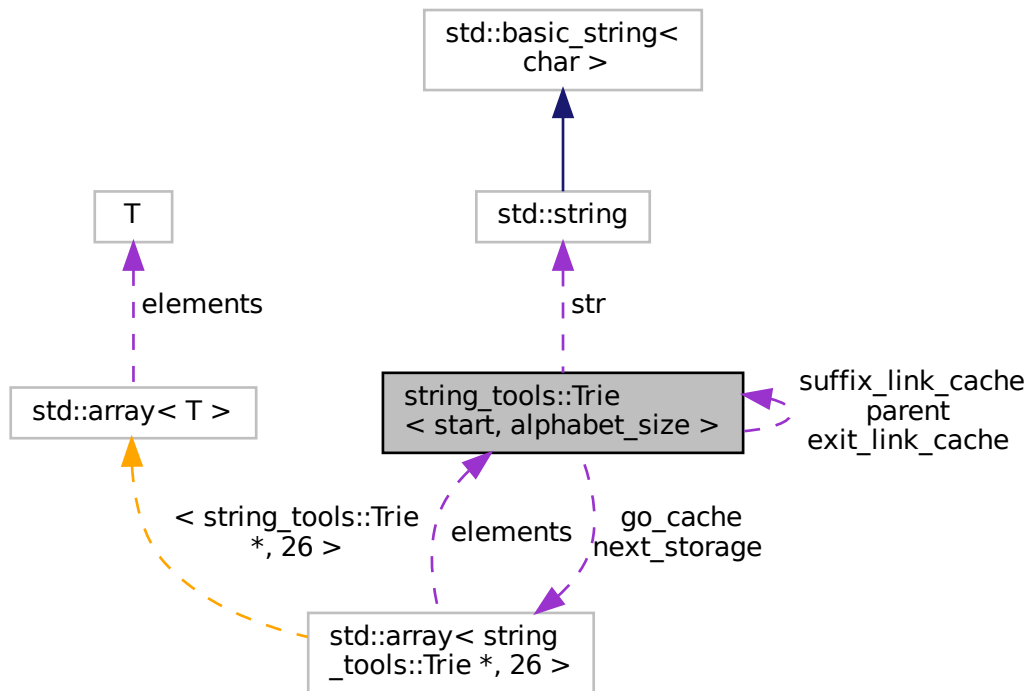 std::basic_string<
char >
T
std::string
elements
str
std::array< T >
string_tools::Trie
< start, alphabet_size >
suffix_link_cache
parent
exit_link_cache
< string_tools::Trie
*, 26 >
elements
go_cache
next_storage
std::array< string
_tools::Trie *, 26 >